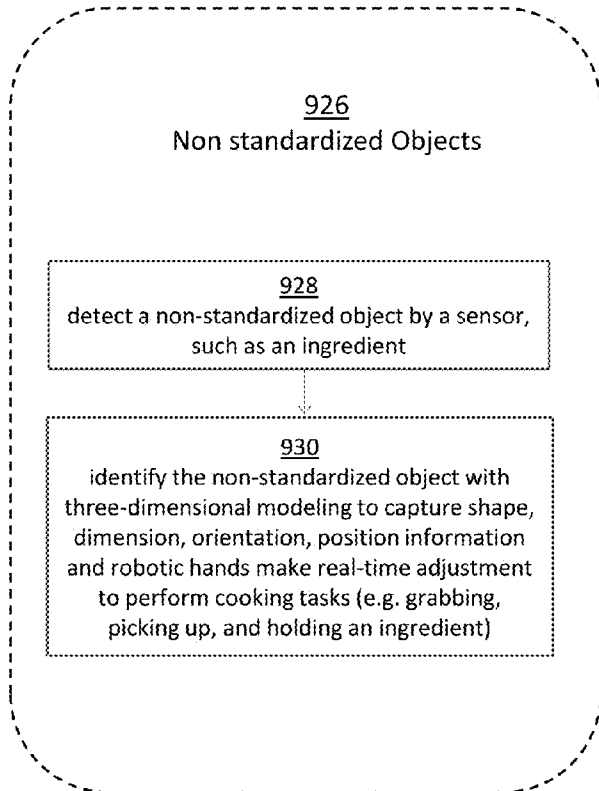 926
Non standardized Objects
928
detect a non-standardized object by a sensor,
such as an ingredient
930
identify the non-standardized object with
three-dimensional modeling to capture shape,
dimension, orientation, position information
and robotic hands make real-time adjustment
to perform cooking tasks (e.g. grabbing,
picking up, and holding an ingredient)